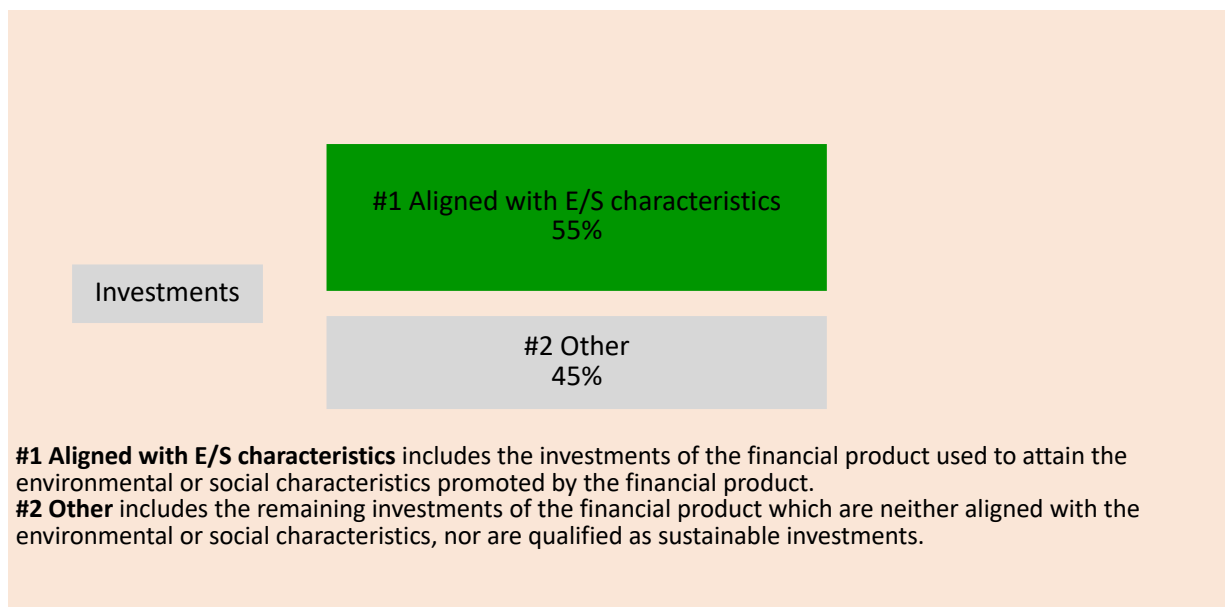 #1 Aligned with E/S characteristics
55%
Investments
#2 Other
45%
#1 Aligned with E/S characteristics includes the investments of the financial product used to attain the
environmental or social characteristics promoted by the financial product.
#2 Other includes the remaining investments of the financial product which are neither aligned with the
environmental or social characteristics, nor are qualified as sustainable investments.